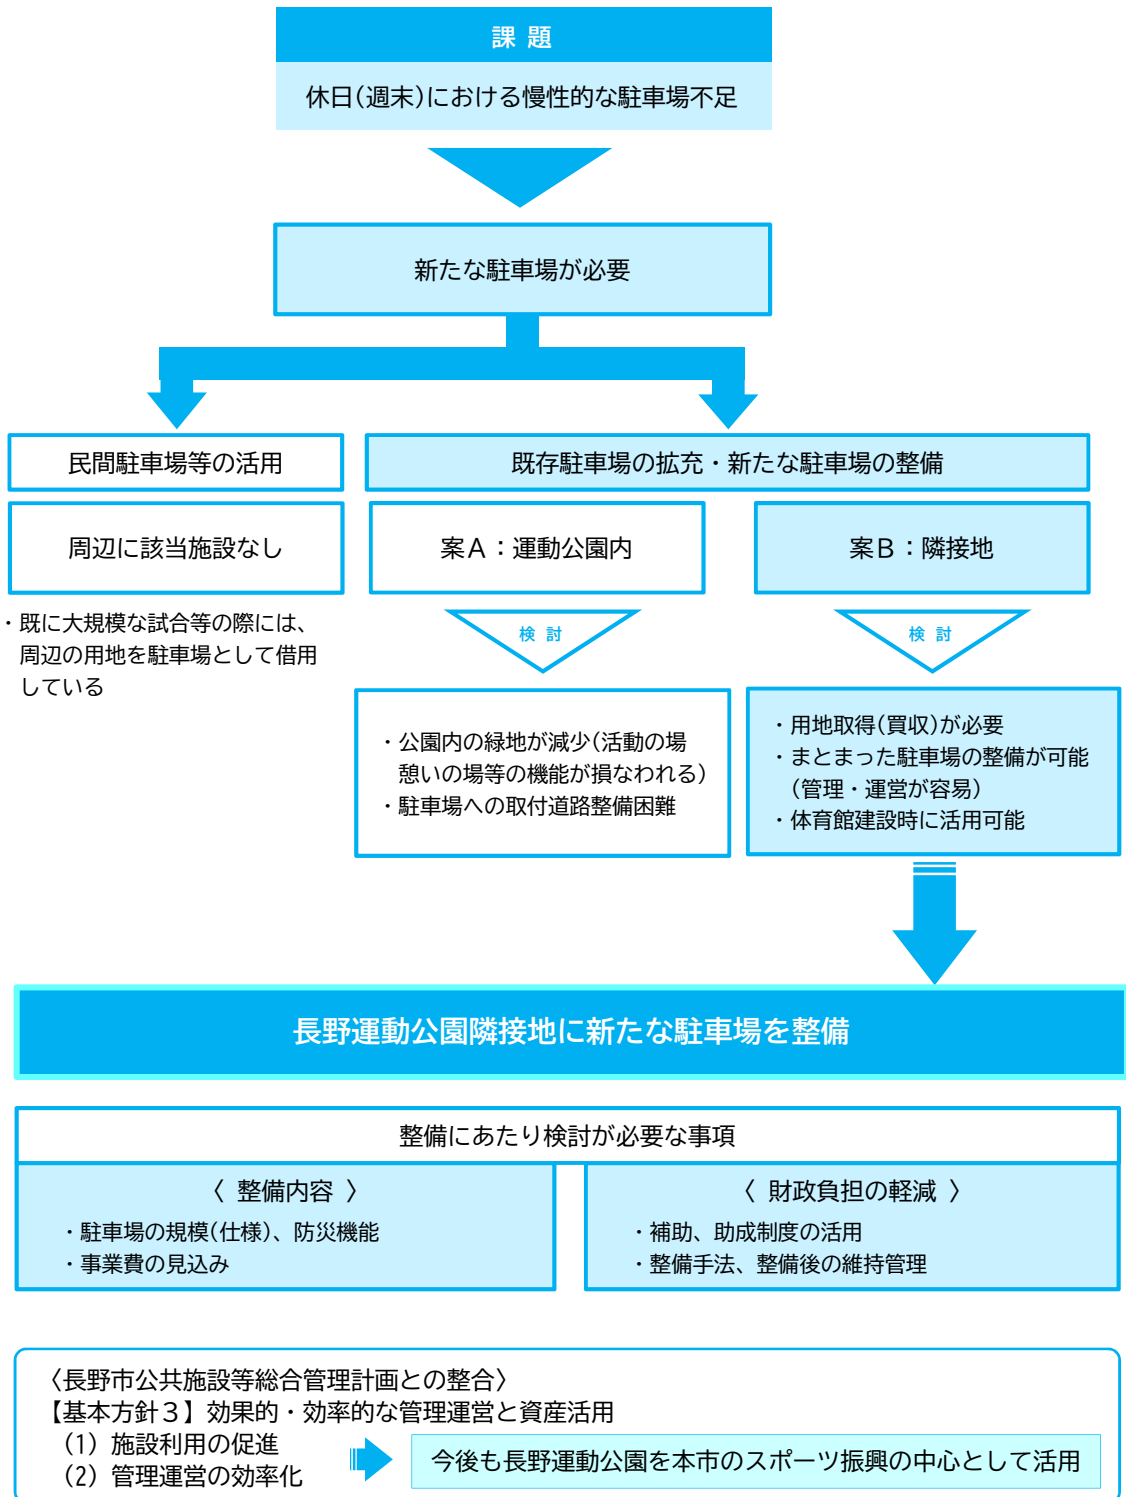 課 題
休日(週末)における慢性的な駐車場不足
新たな駐車場が必要
民間駐車場等の活用
周辺に該当施設なし
・既に大規模な試合等の際には、
周辺の用地を駐車場として借用
している
既存駐車場の拡充・新たな駐車場の整備
案A：運動公園内
検 討
・公園内の緑地が減少(活動の場
憩いの場等の機能が損なわれる)
・駐車場への取付道路整備困難
案B：隣接地
検 討
・用地取得(買収)が必要
・まとまった駐車場の整備が可能
(管理・運営が容易)
・体育館建設時に活用可能
長野運動公園隣接地に新たな駐車場を整備
整備にあたり検討が必要な事項
〈 整備内容 〉
・駐車場の規模(仕様)、防災機能
・事業費の見込み
〈 財政負担の軽減 〉
・補助、助成制度の活用
・整備手法、整備後の維持管理
〈長野市公共施設等総合管理計画との整合〉
【基本方針３】効果的・効率的な管理運営と資産活用
(1) 施設利用の促進
(2) 管理運営の効率化
今後も長野運動公園を本市のスポーツ振興の中心として活用